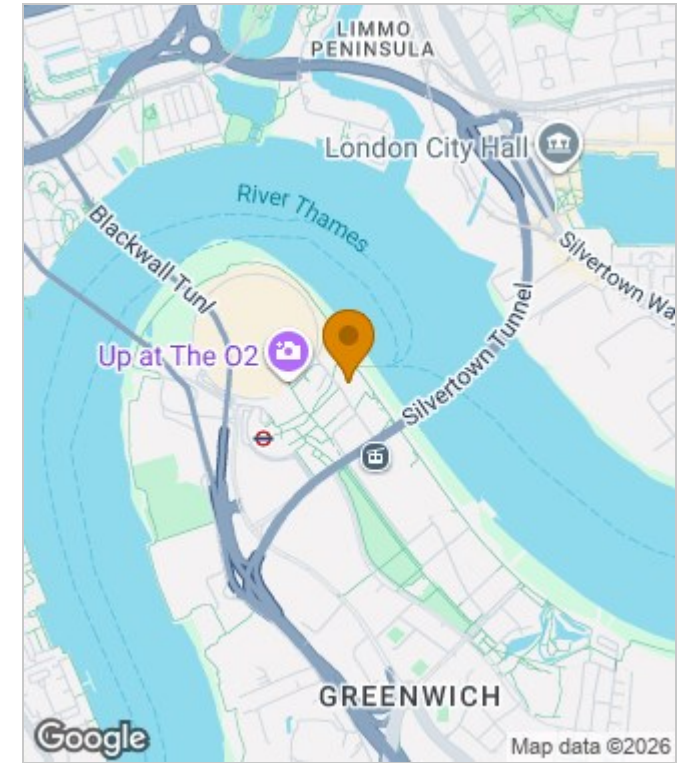 LIMMO
PENINSULA
London City Hall
River Thames
Blackwall Tunl
Silvertown Way
Silvertown Tunnel
Up at The O2
GREENWICH
Google
Map data ©2026